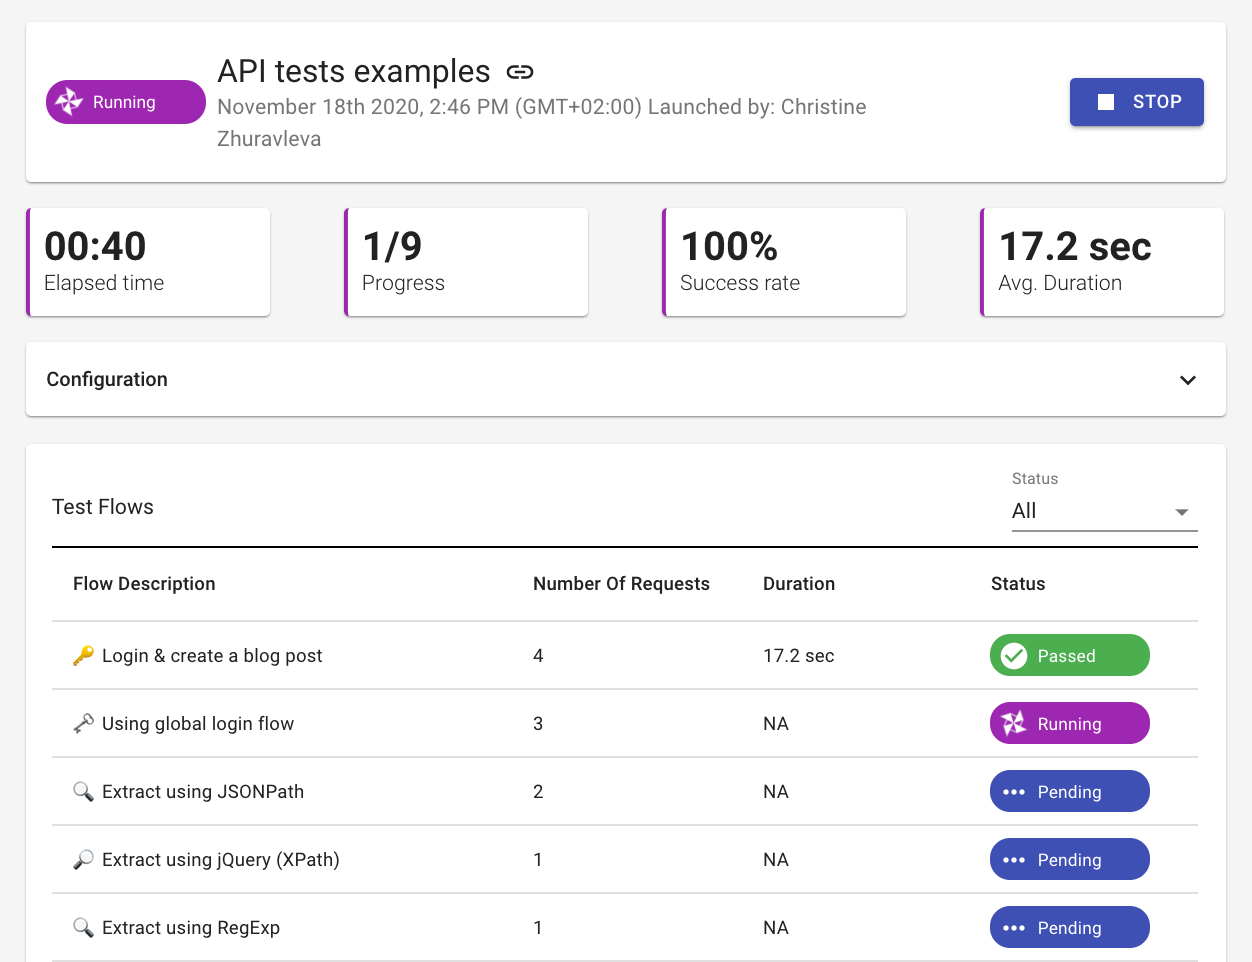 API tests examples
Running
November 18th 2020, 2:46 PM (GMT+02:00) Launched by: Christine
Zhuravleva
STOP
00:40
Elapsed time
1/9
Progress
100%
Success rate
17.2 sec
Avg. Duration
Configuration
Test Flows
Status
All
Flow Description Number Of Requests Duration Status
Login & create a blog post 4 17.2 sec Passed
Using global login flow 3 NA Running
Extract using JSONPath 2 NA Pending
Extract using jQuery (XPath) 1 NA Pending
Extract using RegExp 1 NA Pending